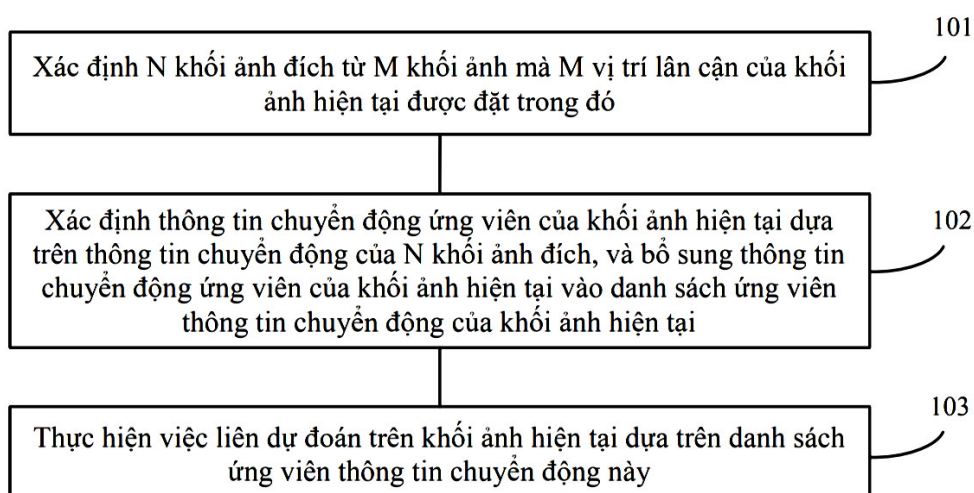 101
Xác định N khối ảnh đích từ M khối ảnh mà M vị trí lân cận của khối
ảnh hiện tại được đặt trong đó
102
Xác định thông tin chuyển động ứng viên của khối ảnh hiện tại dựa
trên thông tin chuyển động của N khối ảnh đích, và bổ sung thông tin
chuyển động ứng viên của khối ảnh hiện tại vào danh sách ứng viên
thông tin chuyển động của khối ảnh hiện tại
103
Thực hiện việc liên dự đoán trên khối ảnh hiện tại dựa trên danh sách
ứng viên thông tin chuyển động này